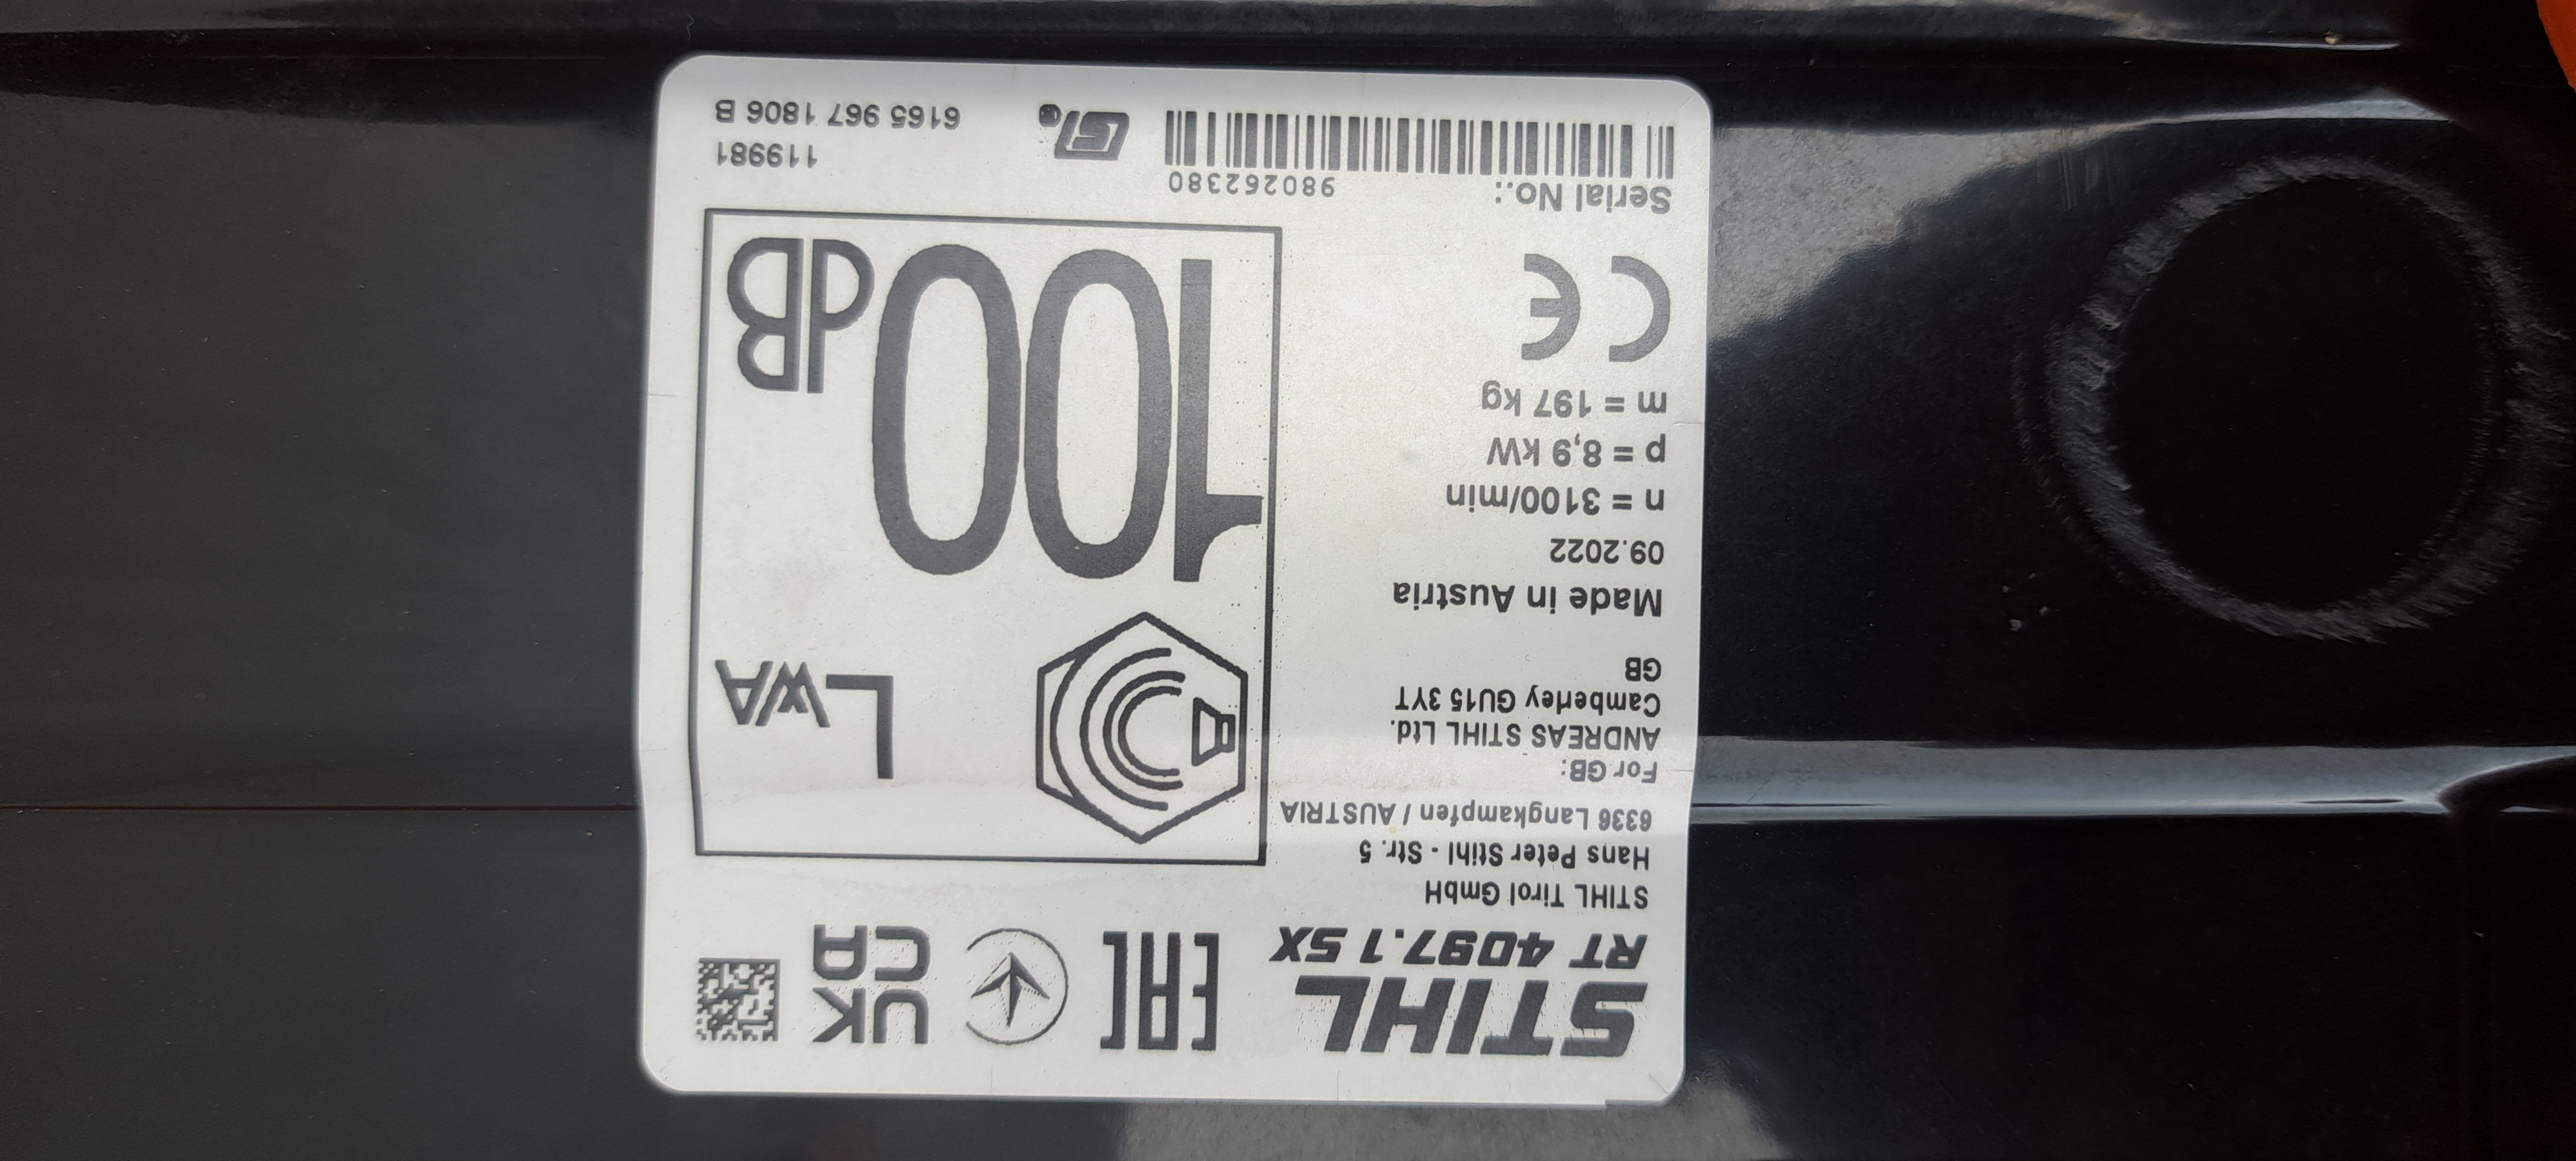 STIHL
RT 4097.1 SX
EAC
UK
CA
STIHL Tirol GmbH
Hans Peter Stihl - Str. 5
6336 Langkampfen / AUSTRIA
For GB:
ANDREAS STIHL Ltd.
Camberley GU15 3YT
GB
Made in Austria
09.2022
n = 3100/min
p = 8,9 kW
m = 197 kg
CE
LWA
100dB
Serial No.: 980262380
119981
6165 967 1806 B